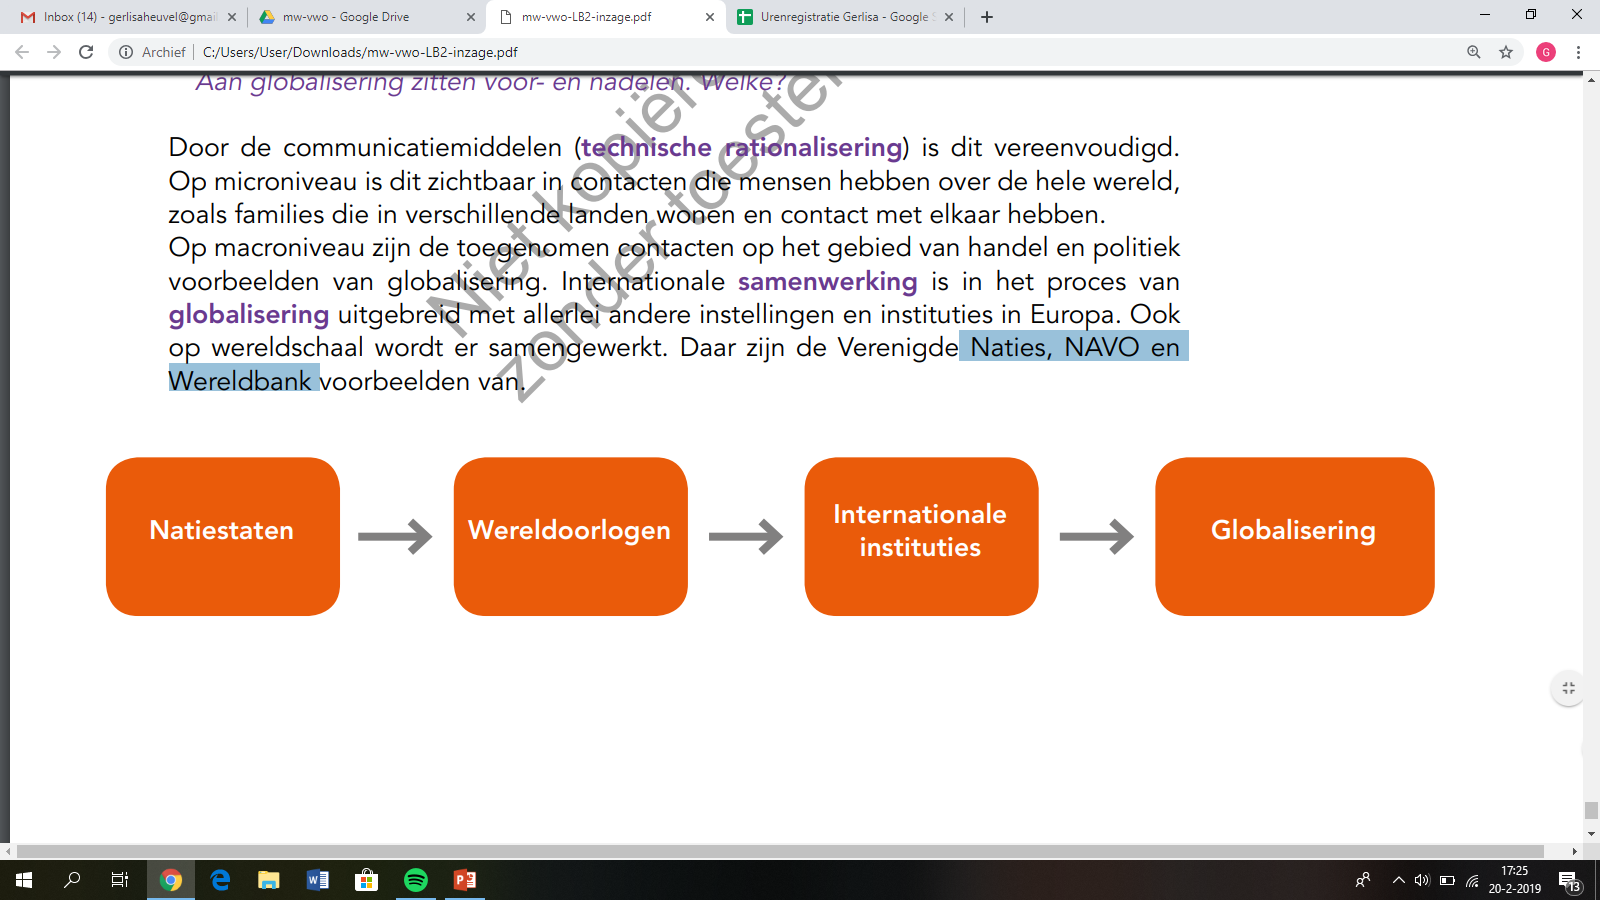 Inbox (14) - gerlisaheuvel@gmai
mw-vwo - Google Drive
mw-vwo-LB2-inzage.pdf
Urenregistratie Gerlisa - Google S
Archief
C:/Users/User/Downloads/mw-vwo-LB2-inzage.pdf
G
Aan globalisering zitten voor- en nadelen. Welke?
Door de communicatiemiddelen (technische rationalisering) is dit vereenvoudigd.
Op microniveau is dit zichtbaar in contacten die mensen hebben over de hele wereld,
zoals families die in verschillende landen wonen en contact met elkaar hebben.
Op macroniveau zijn de toegenomen contacten op het gebied van handel en politiek
voorbeelden van globalisering. Internationale samenwerking is in het proces van
globalisering uitgebreid met allerlei andere instellingen en instituties in Europa. Ook
op wereldschaal wordt er samengewerkt. Daar zijn de Verenigde Naties, NAVO en
Wereldbank voorbeelden van.
Niet kopiër
zonder toester
Natiestaten
Wereldoorlogen
Internationale
instituties
Globalisering
17:25
20-2-2019
13